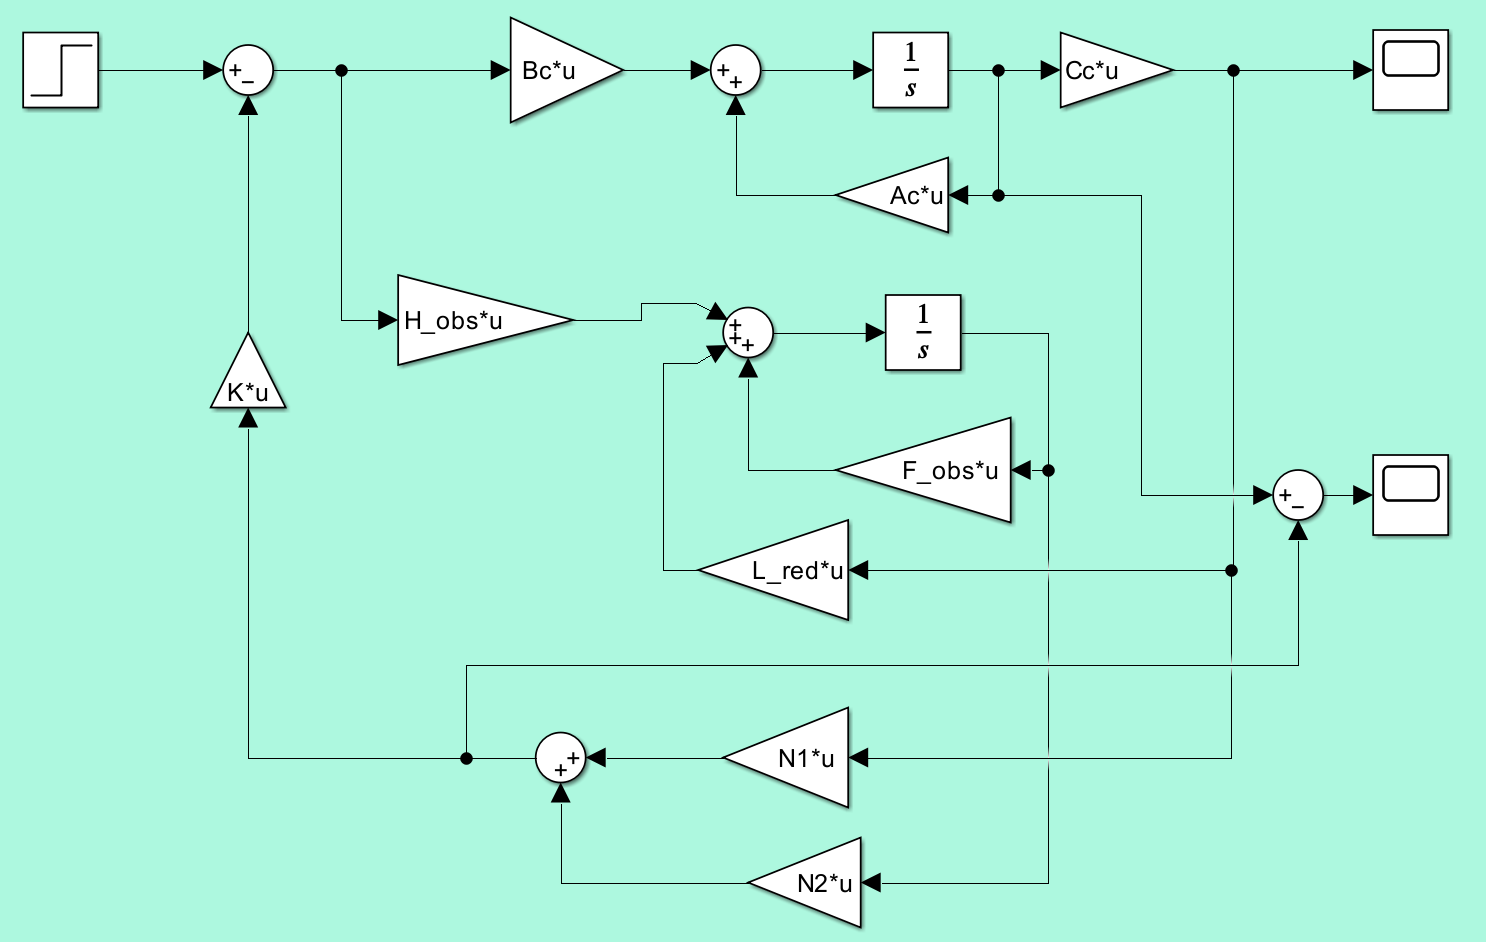 +
−
Bc*u
+
+
1
s
Cc*u
Ac*u
H_obs*u
+
+
+
1
s
K*u
F_obs*u
+
−
L_red*u
N1*u
+
+
N2*u